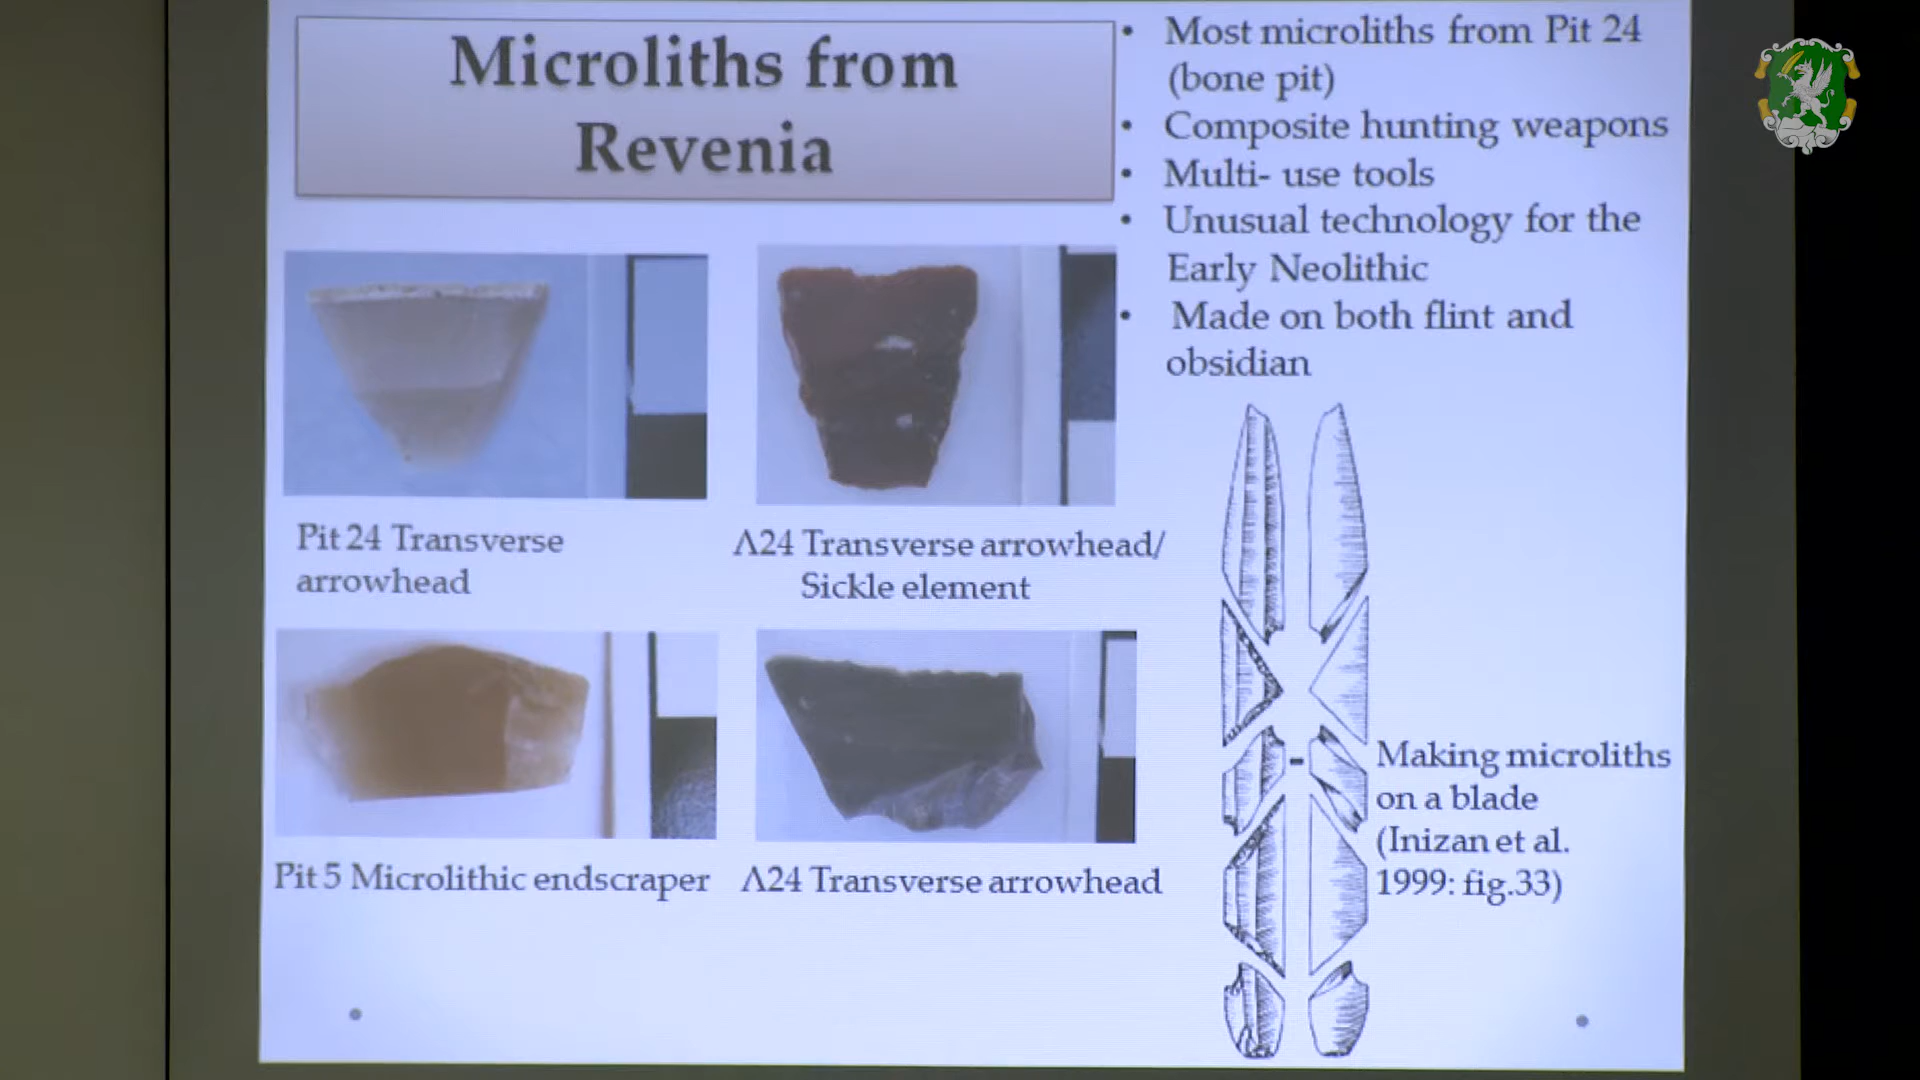 Microliths from
Revenia
• Most microliths from Pit 24
(bone pit)
• Composite hunting weapons
• Multi- use tools
• Unusual technology for the
Early Neolithic
• Made on both flint and
obsidian
Pit 24 Transverse
arrowhead
Λ24 Transverse arrowhead/
Sickle element
Pit 5 Microlithic endscraper
Λ24 Transverse arrowhead
Making microliths
on a blade
(Inizan et al.
1999: fig.33)